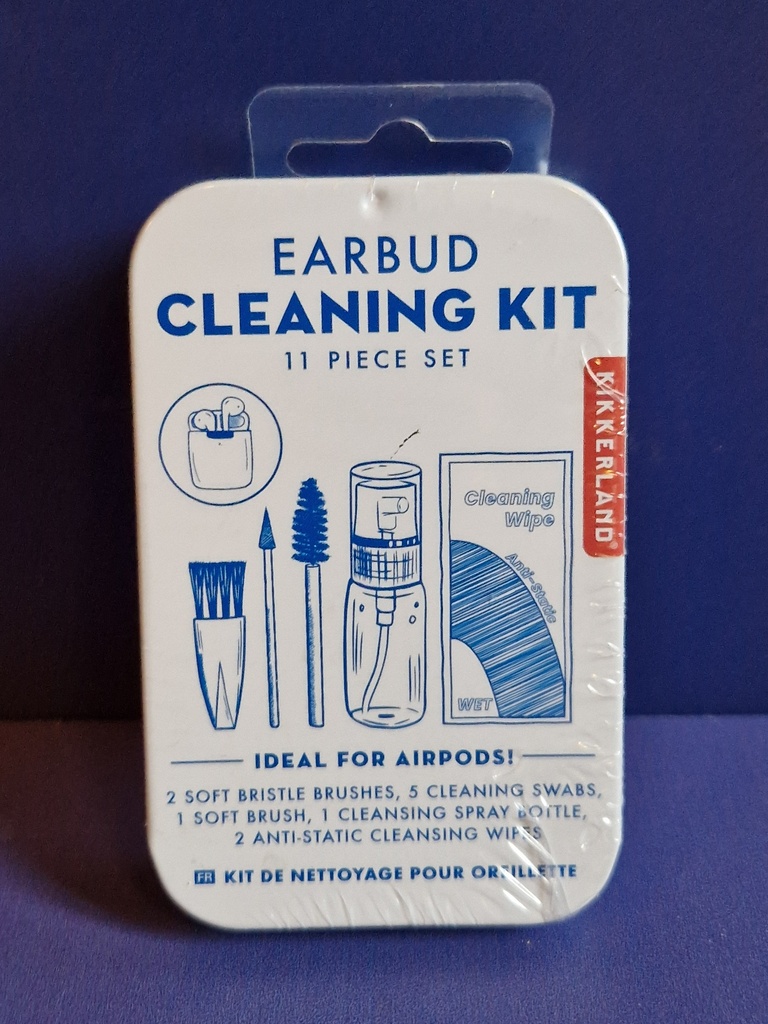 EARBUD
CLEANING KIT
11 PIECE SET
KIKKERLAND®
Cleaning
Wipe
Anti-Static
WET
IDEAL FOR AIRPODS!
2 SOFT BRISTLE BRUSHES, 5 CLEANING SWABS,
1 SOFT BRUSH, 1 CLEANSING SPRAY BOTTLE,
2 ANTI-STATIC CLEANSING WIPES
FR KIT DE NETTOYAGE POUR OREILLETTE